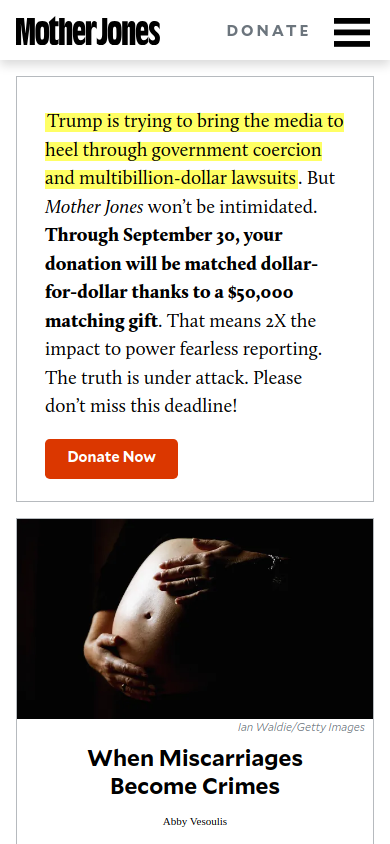 Mother Jones
DONATE
Trump is trying to bring the media to
heel through government coercion
and multibillion-dollar lawsuits. But
Mother Jones won’t be intimidated.
Through September 30, your
donation will be matched dollar-
for-dollar thanks to a $50,000
matching gift. That means 2X the
impact to power fearless reporting.
The truth is under attack. Please
don’t miss this deadline!
Donate Now
Ian Waldie/Getty Images
When Miscarriages
Become Crimes
Abby Vesoulis